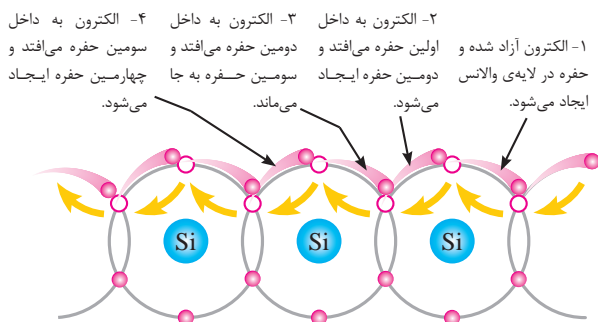 ۱- الکترون آزاد شده و
حفره در لایه‌ی والانس
ایجاد می‌شود.
۲- الکترون به داخل
اولین حفره می‌افتد و
دومین حفره ایجاد
می‌شود.
۳- الکترون به داخل
دومین حفره می‌افتد و
سومین حفره به جا
می‌ماند.
۴- الکترون به داخل
سومین حفره می‌افتد و
چهارمین حفره ایجاد
می‌شود.
Si
Si
Si